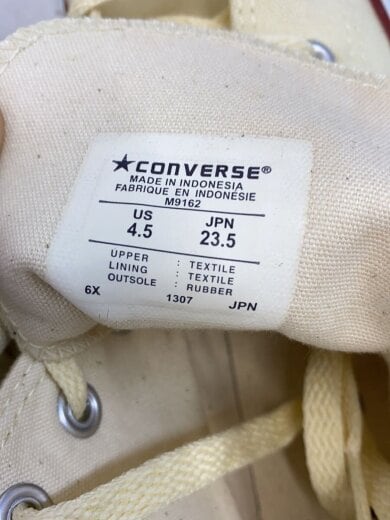 ★CONVERSE®
MADE IN INDONESIA
FABRIQUE EN INDONÉSIE
M9162
US JPN
4.5 23.5
UPPER : TEXTILE
LINING : TEXTILE
OUTSOLE : RUBBER
6X 1307 JPN